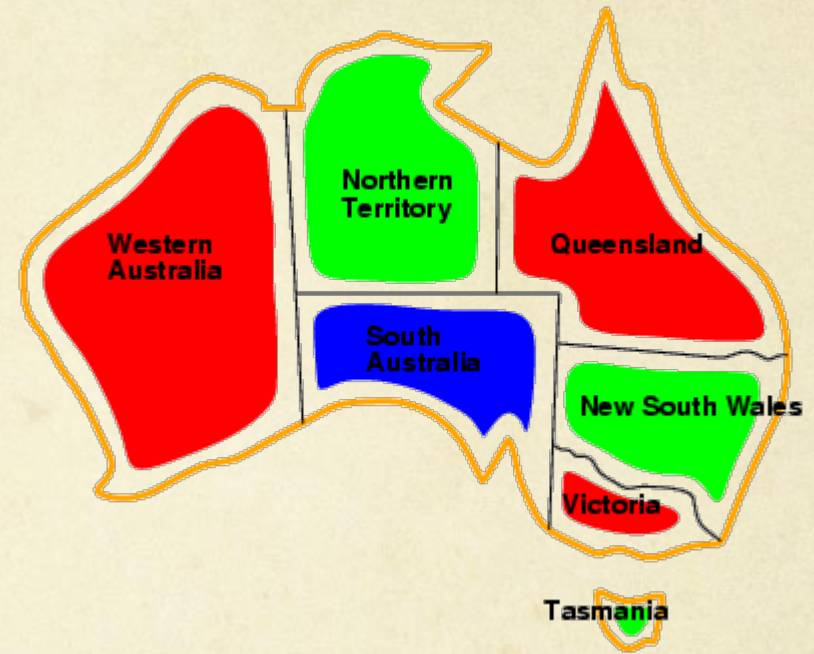 Northern
Territory
Western
Australia
Queensland
South
Australia
New South Wales
Victoria
Tasmania